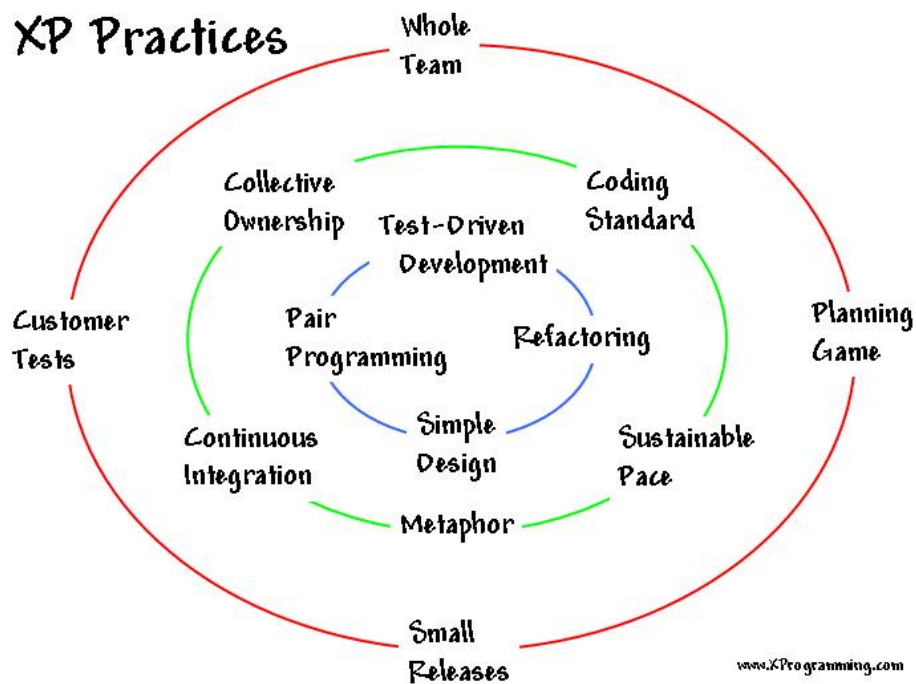 XP Practices
Whole
Team
Collective
Ownership
Coding
Standard
Test-Driven
Development
Customer
Tests
Pair
Programming
Refactoring
Planning
Game
Continuous
Integration
Simple
Design
Sustainable
Pace
Metaphor
Small
Releases
www.XProgramming.com